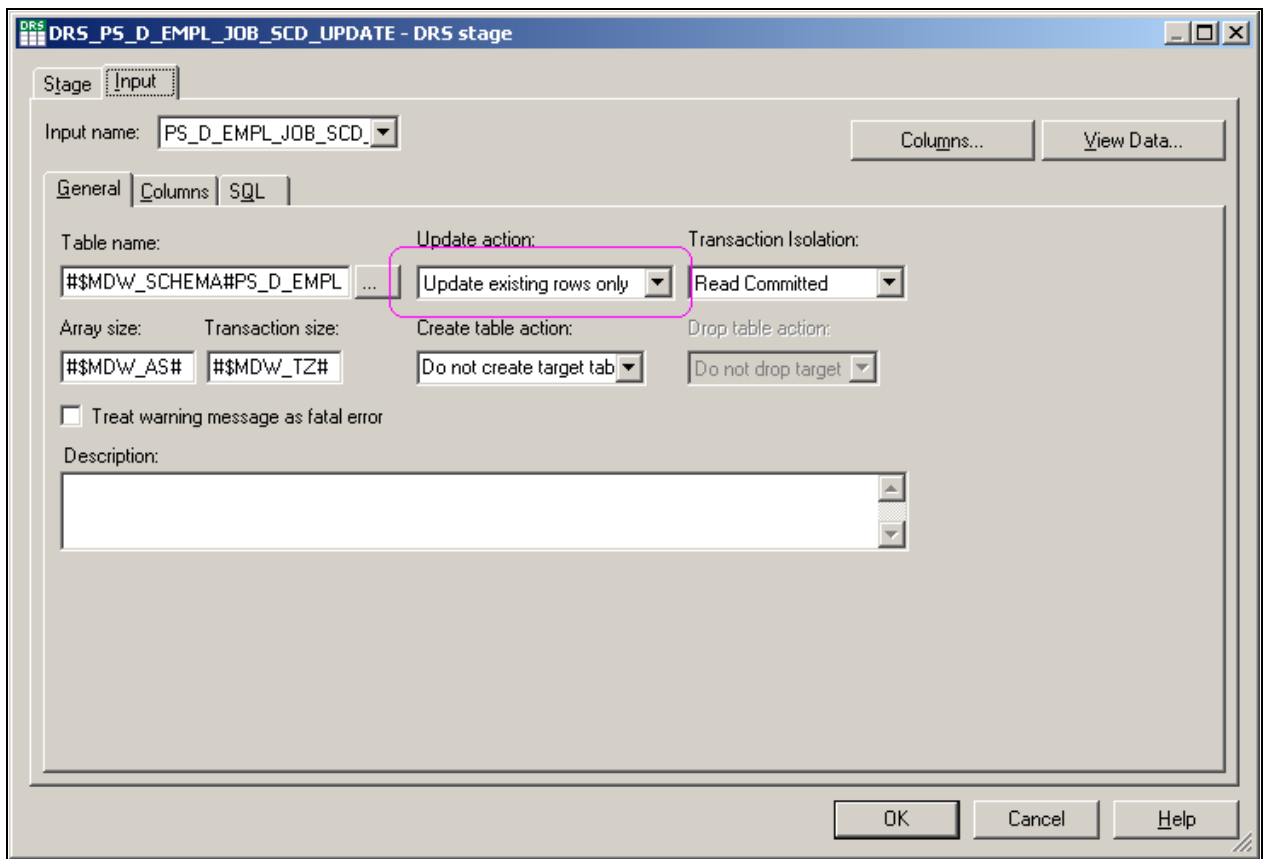 DRS DRS_PS_D_EMPL_JOB_SCD_UPDATE - DRS stage
Stage Input
Input name: PS_D_EMPL_JOB_SCD_ Columns... View Data...
General Columns SQL
Table name: Update action: Transaction Isolation:
#$MDW_SCHEMA#PS_D_EMPL ... Update existing rows only Read Committed
Array size: Transaction size: Create table action: Drop table action:
#$MDW_AS# #$MDW_TZ# Do not create target tab Do not drop target
Treat warning message as fatal error
Description:
OK Cancel Help